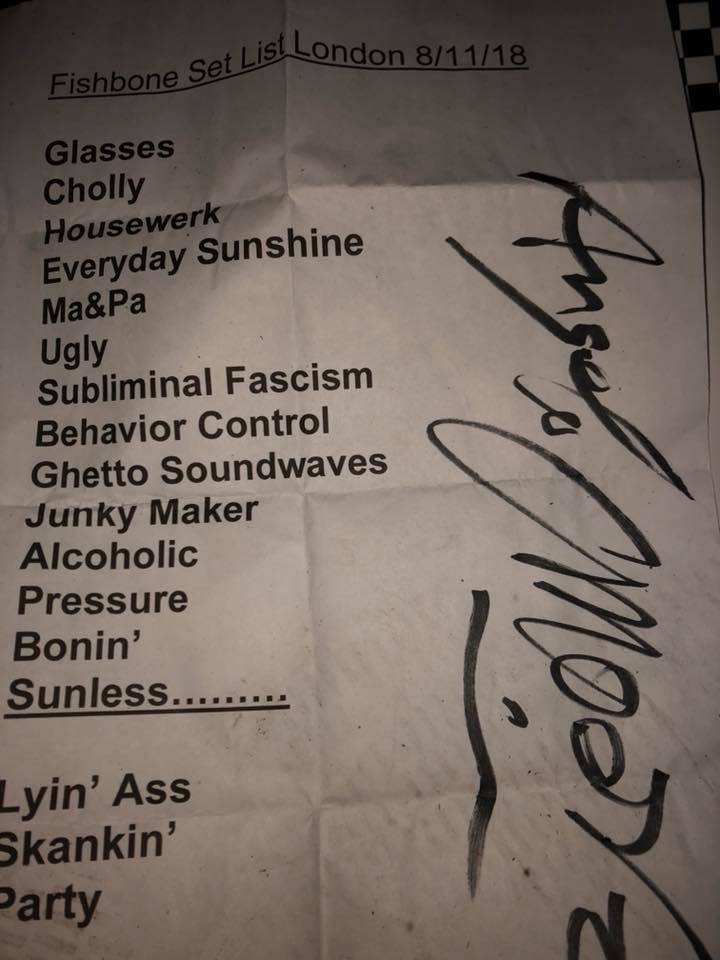 Fishbone Set List London 8/11/18
Glasses
Cholly
Housewerk
Everyday Sunshine
Ma&Pa
Ugly
Subliminal Fascism
Behavior Control
Ghetto Soundwaves
Junky Maker
Alcoholic
Pressure
Bonin’
Sunless.........
Lyin’ Ass
Skankin’
Party